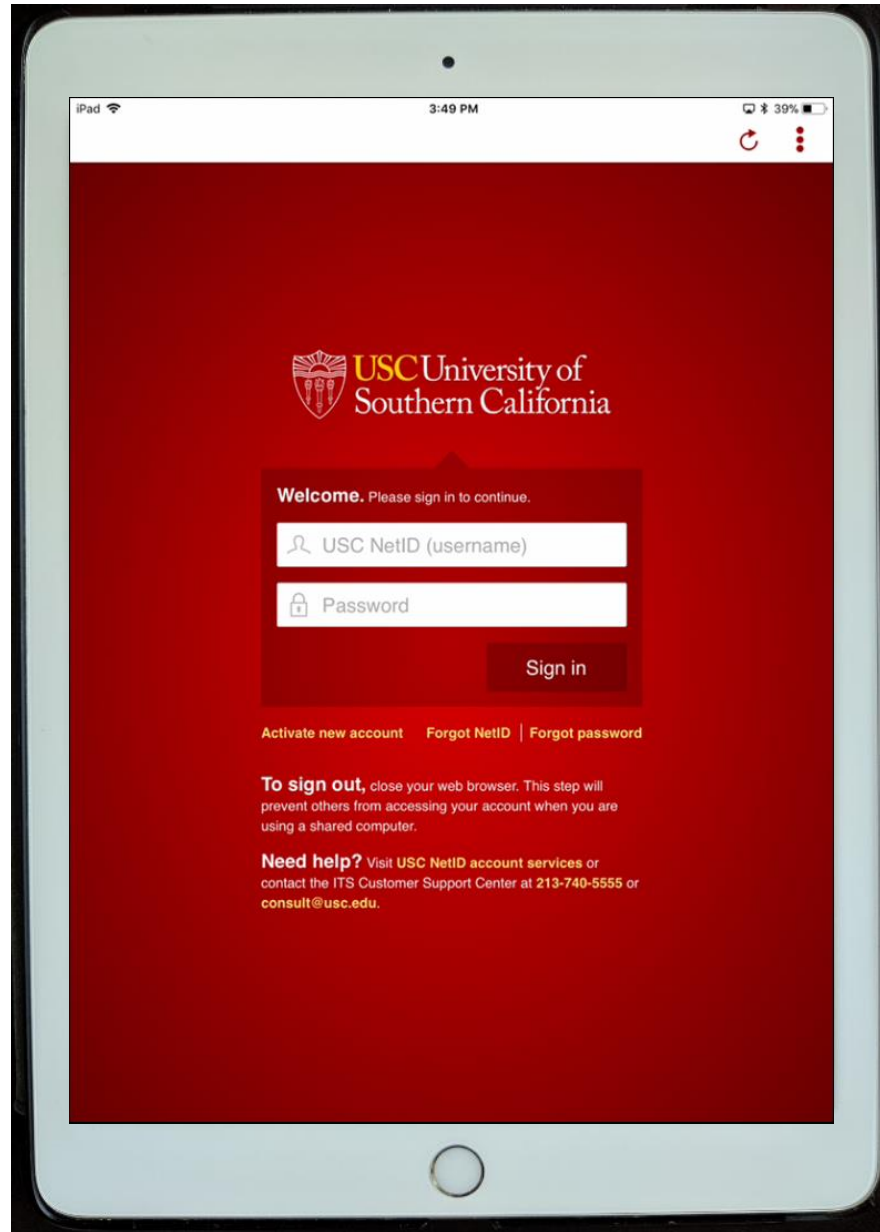 iPad 3:49 PM 39%
USC University of
Southern California
Welcome. Please sign in to continue.
USC NetID (username)
Password
Sign in
Activate new account Forgot NetID | Forgot password
To sign out, close your web browser. This step will
prevent others from accessing your account when you are
using a shared computer.
Need help? Visit USC NetID account services or
contact the ITS Customer Support Center at 213-740-5555 or
consult@usc.edu.